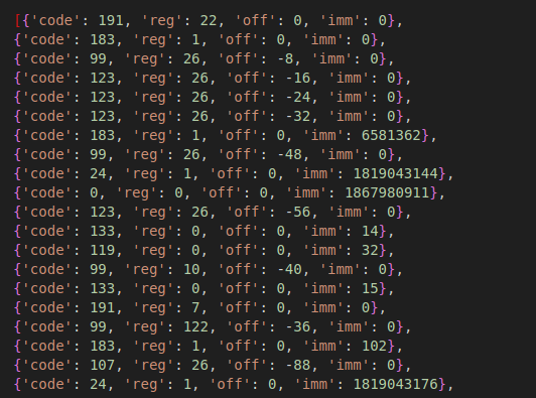 [{'code': 191, 'reg': 22, 'off': 0, 'imm': 0},
{'code': 183, 'reg': 1, 'off': 0, 'imm': 0},
{'code': 99, 'reg': 26, 'off': -8, 'imm': 0},
{'code': 123, 'reg': 26, 'off': -16, 'imm': 0},
{'code': 123, 'reg': 26, 'off': -24, 'imm': 0},
{'code': 123, 'reg': 26, 'off': -32, 'imm': 0},
{'code': 183, 'reg': 1, 'off': 0, 'imm': 6581362},
{'code': 99, 'reg': 26, 'off': -48, 'imm': 0},
{'code': 24, 'reg': 1, 'off': 0, 'imm': 1819043144},
{'code': 0, 'reg': 0, 'off': 0, 'imm': 1867980911},
{'code': 123, 'reg': 26, 'off': -56, 'imm': 0},
{'code': 133, 'reg': 0, 'off': 0, 'imm': 14},
{'code': 119, 'reg': 0, 'off': 0, 'imm': 32},
{'code': 99, 'reg': 10, 'off': -40, 'imm': 0},
{'code': 133, 'reg': 0, 'off': 0, 'imm': 15},
{'code': 191, 'reg': 7, 'off': 0, 'imm': 0},
{'code': 99, 'reg': 122, 'off': -36, 'imm': 0},
{'code': 183, 'reg': 1, 'off': 0, 'imm': 102},
{'code': 107, 'reg': 26, 'off': -88, 'imm': 0},
{'code': 24, 'reg': 1, 'off': 0, 'imm': 1819043176},